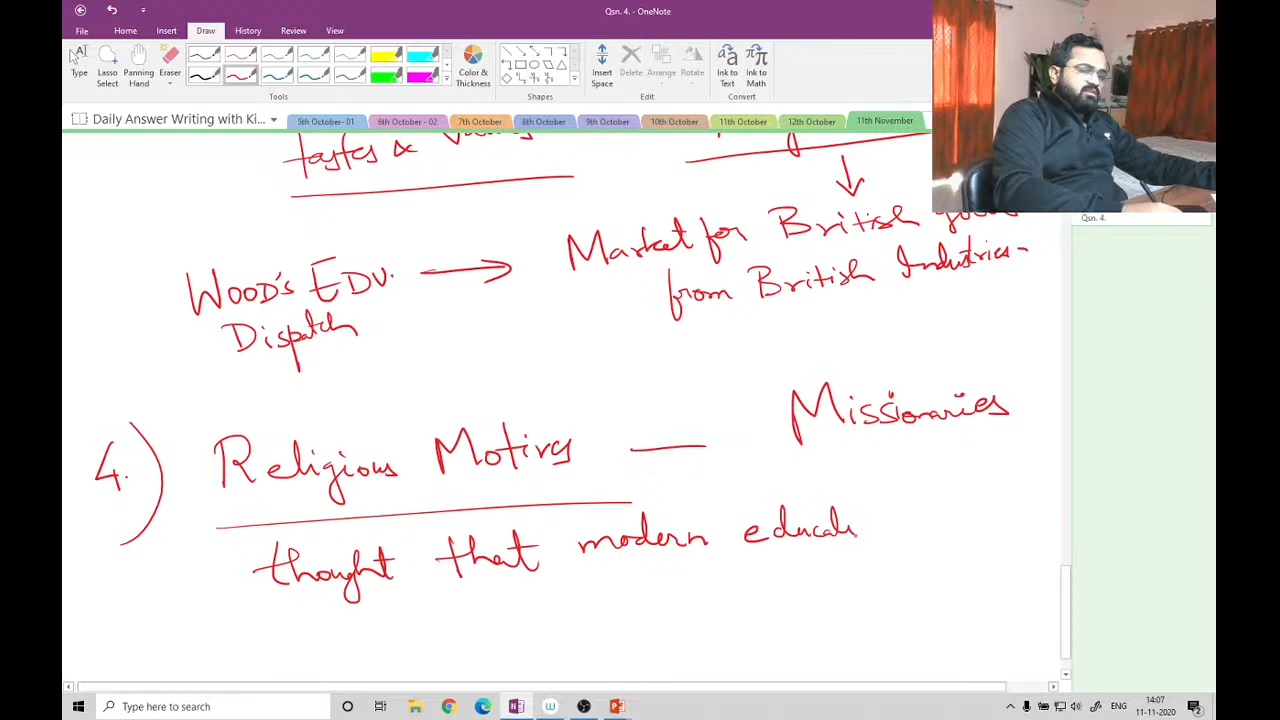 Qsn. 4. - OneNote
File Home Insert Draw History Review View
Type
Lasso Select
Panning Hand
Eraser
Color & Thickness
Insert Space
Delete
Arrange
Rotate
Ink to Text
Ink to Math
Tools
Shapes
Edit
Convert
Daily Answer Writing with Ki...
5th October- 01
6th October - 02
7th October
8th October
9th October
10th October
11th October
12th October
11th November
Qsn. 4.
tastes &
Market for British
from British Industries-
Wood's EDU.
Dispatch
4.) Religious Motives — Missionaries
thought that modern educati
Type here to search
ENG
14:07
11-11-2020
2